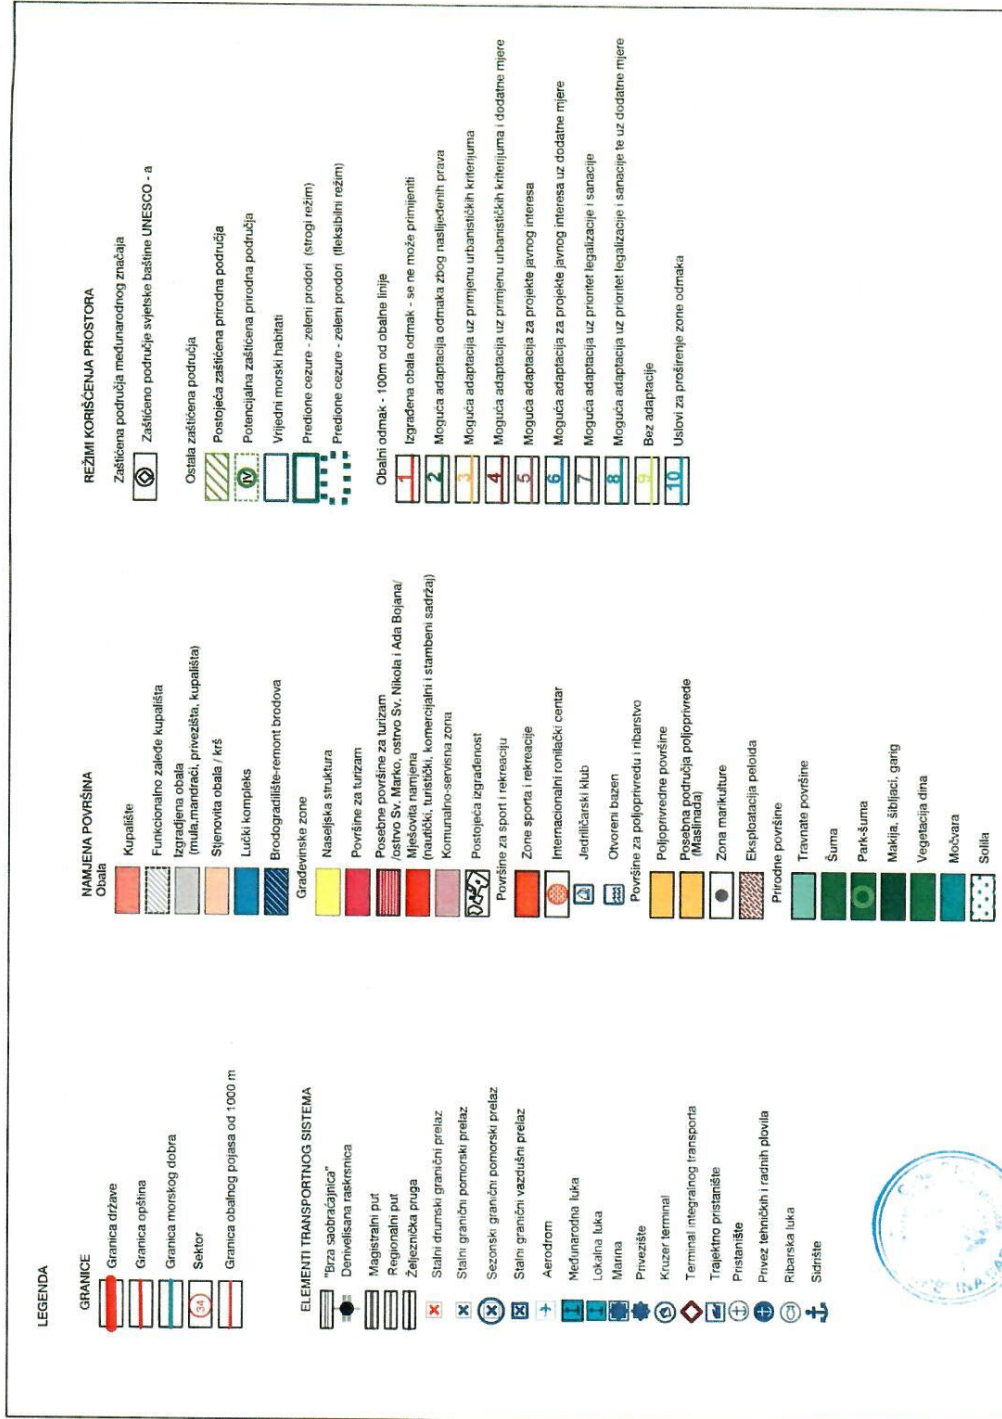 LEGENDA
GRANICE
Granica države
Granica opština
Granica morskog dobra
34
Sektor
Granica obalnog pojasa od 1000 m
ELEMENTI TRANSPORTNOG SISTEMA
"Brza saobraćajnica"
Denivelisana raskrsnica
Magistralni put
Regionalni put
Željeznička pruga
Stalni drumski granični prelaz
Stalni granični pomorski prelaz
Sezonski granični pomorski prelaz
Stalni granični vazdušni prelaz
Aerodrom
Međunarodna luka
Lokalna luka
Marina
Privezište
Kruzer terminal
Terminal integralnog transporta
Trajektno pristanište
Pristanište
Privez tehničkih i radnih plovila
Ribarska luka
Sidrište
NAMJENA POVRŠINA
Obala
Kupalište
Funkcionalno zaleđe kupališta
Izgradjena obala
(mula,mandraći, privezišta, kupališta)
Stjenovita obala / krš
Lučki kompleks
Brodogradilište-remont brodova
Građevinske zone
Naseljska struktura
Površine za turizam
Posebne površine za turizam
/ostrvo Sv. Marko, ostrvo Sv. Nikola i Ada Bojana/
Mješovita namjena
(nautički, turistički, komercijalni i stambeni sadržaj)
Komunalno-servisna zona
Postojeća izgrađenost
Površine za sport i rekreaciju
Zone sporta i rekreacije
Internacionalni ronilački centar
Jedriličarski klub
Otvoreni bazen
Površine za poljoprivredu i ribarstvo
Poljoprivredne površine
Posebna područja poljoprivrede
(Maslinada)
Zona marikulture
Eksploatacija peloida
Prirodne površine
Travnate površine
Šuma
Park-šuma
Makija, šibljaci, garig
Vegetacija dina
Močvara
Solila
REŽIMI KORIŠĆENJA PROSTORA
Zaštićena područja međunarodnog značaja
Zaštićeno područje svjetske baštine UNESCO - a
Ostala zaštićena područja
Postojeća zaštićena prirodna područja
IV
Potencijalna zaštićena prirodna područja
Vrijedni morski habitati
Predione cezure - zeleni prodori (strogi režim)
Predione cezure - zeleni prodori (fleksibilni režim)
Obalni odmak - 100m od obalne linije
1 Izgrađena obala odmak - se ne može primijeniti
2 Moguća adaptacija odmaka zbog naslijeđenih prava
3 Moguća adaptacija uz primjenu urbanističkih kriterijuma
4 Moguća adaptacija uz primjenu urbanističkih kriterijuma i dodatne mjere
5 Moguća adaptacija za projekte javnog interesa
6 Moguća adaptacija za projekte javnog interesa uz dodatne mjere
7 Moguća adaptacija uz prioritet legalizacije i sanacije
8 Moguća adaptacija uz prioritet legalizacije i sanacije te uz dodatne mjere
9 Bez adaptacije
10 Uslovi za proširenje zone odmaka